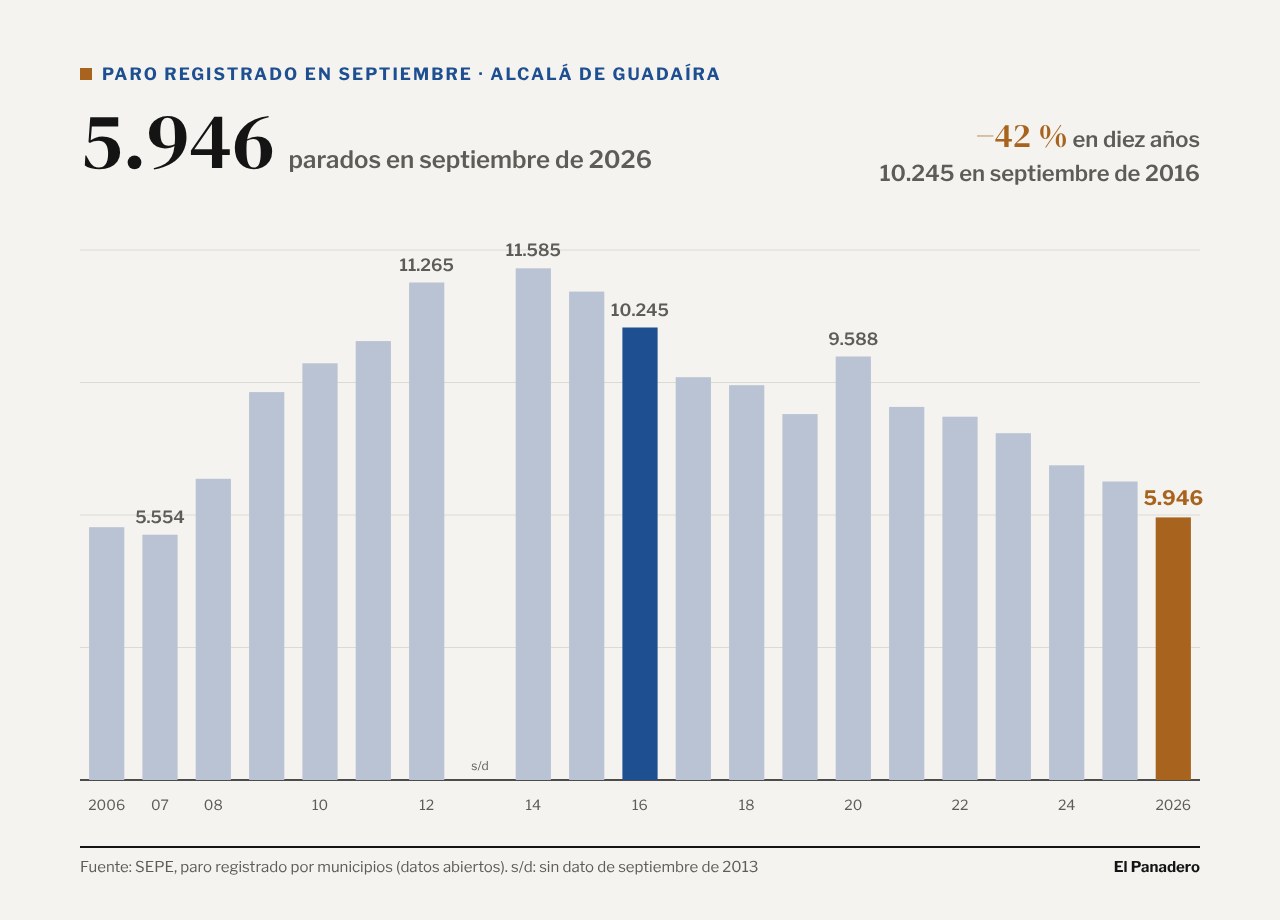 PARO REGISTRADO EN SEPTIEMBRE · ALCALÁ DE GUADAÍRA
5.946 parados en septiembre de 2026
−42 % en diez años
10.245 en septiembre de 2016
11.585
11.265
10.245
9.588
5.554
5.946
s/d
2006 07 08 10 12 14 16 18 20 22 24 2026
Fuente: SEPE, paro registrado por municipios (datos abiertos). s/d: sin dato de septiembre de 2013
El Panadero